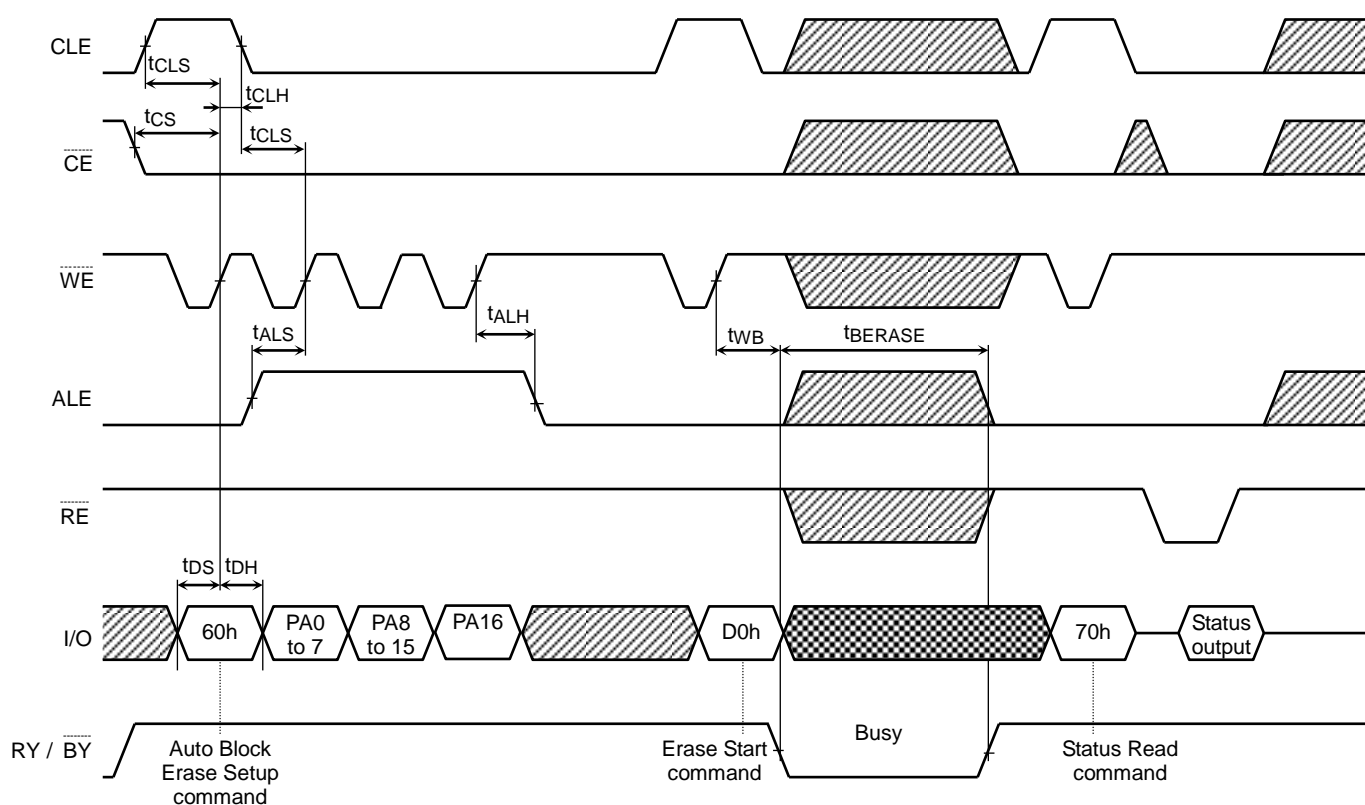 CLE
tCLS
tCLH
tCS
tCLS
CE
WE
tALS
tALH
tWB
tBERASE
ALE
RE
tDS
tDH
I/O
60h
PA0
to 7
PA8
to 15
PA16
D0h
70h
Status
output
RY / BY
Auto Block
Erase Setup
command
Erase Start
command
Busy
Status Read
command